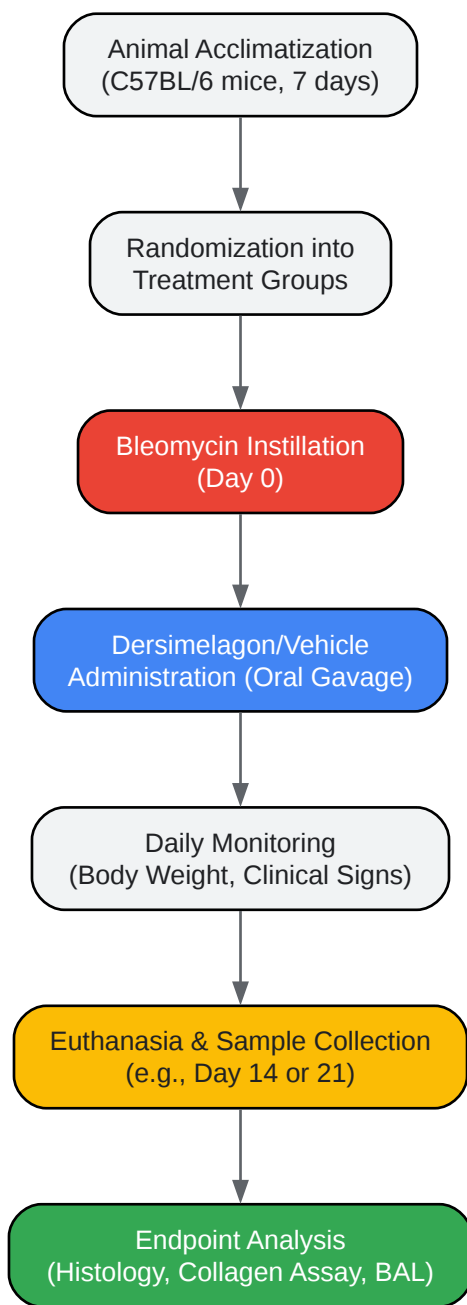 Animal Acclimatization
(C57BL/6 mice, 7 days)
Randomization into
Treatment Groups
Bleomycin Instillation
(Day 0)
Dersimelagon/Vehicle
Administration (Oral Gavage)
Daily Monitoring
(Body Weight, Clinical Signs)
Euthanasia & Sample Collection
(e.g., Day 14 or 21)
Endpoint Analysis
(Histology, Collagen Assay, BAL)